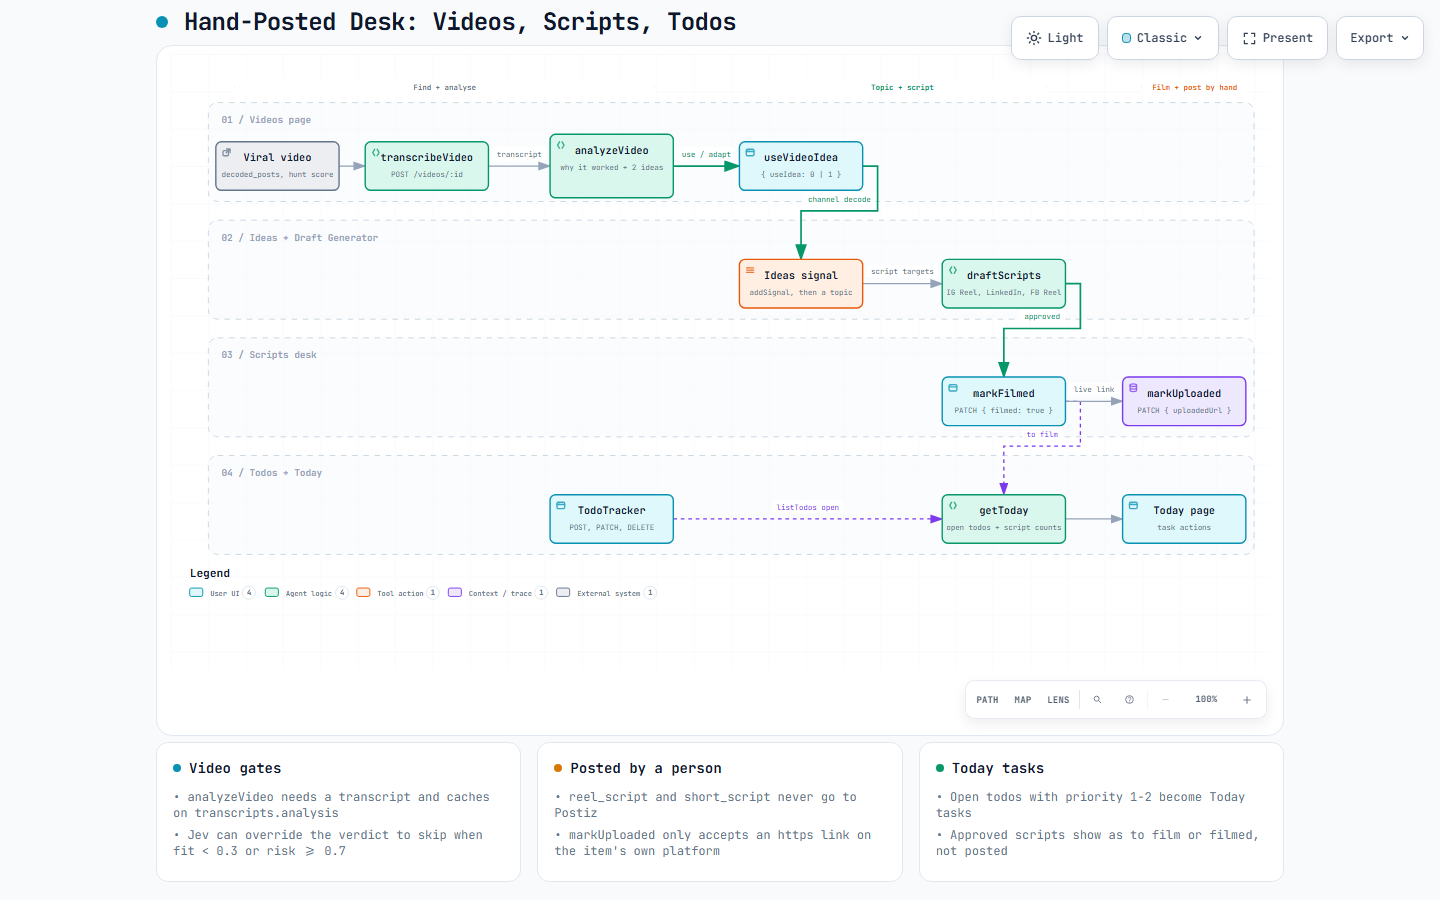 Hand-Posted Desk: Videos, Scripts, Todos
Light
Classic
Present
Export
Find + analyse
Topic + script
Film + post by hand
01 / Videos page
Viral video
decoded_posts, hunt score
transcribeVideo
POST /videos/:id
transcript
analyzeVideo
why it worked + 2 ideas
use / adapt
useVideoIdea
{ useIdea: 0 | 1 }
channel decode
02 / Ideas + Draft Generator
Ideas signal
addSignal, then a topic
script targets
draftScripts
IG Reel, LinkedIn, FB Reel
approved
03 / Scripts desk
markFilmed
PATCH { filmed: true }
live link
markUploaded
PATCH { uploadedUrl }
to film
04 / Todos + Today
TodoTracker
POST, PATCH, DELETE
listTodos open
getToday
open todos + script counts
Today page
task actions
Legend
User UI 4
Agent logic 4
Tool action 1
Context / trace 1
External system 1
PATH
MAP
LENS
100%
Video gates
• analyzeVideo needs a transcript and caches
on transcripts.analysis
• Jev can override the verdict to skip when
fit < 0.3 or risk ≥ 0.7
Posted by a person
• reel_script and short_script never go to
Postiz
• markUploaded only accepts an https link on
the item's own platform
Today tasks
• Open todos with priority 1-2 become Today
tasks
• Approved scripts show as to film or filmed,
not posted